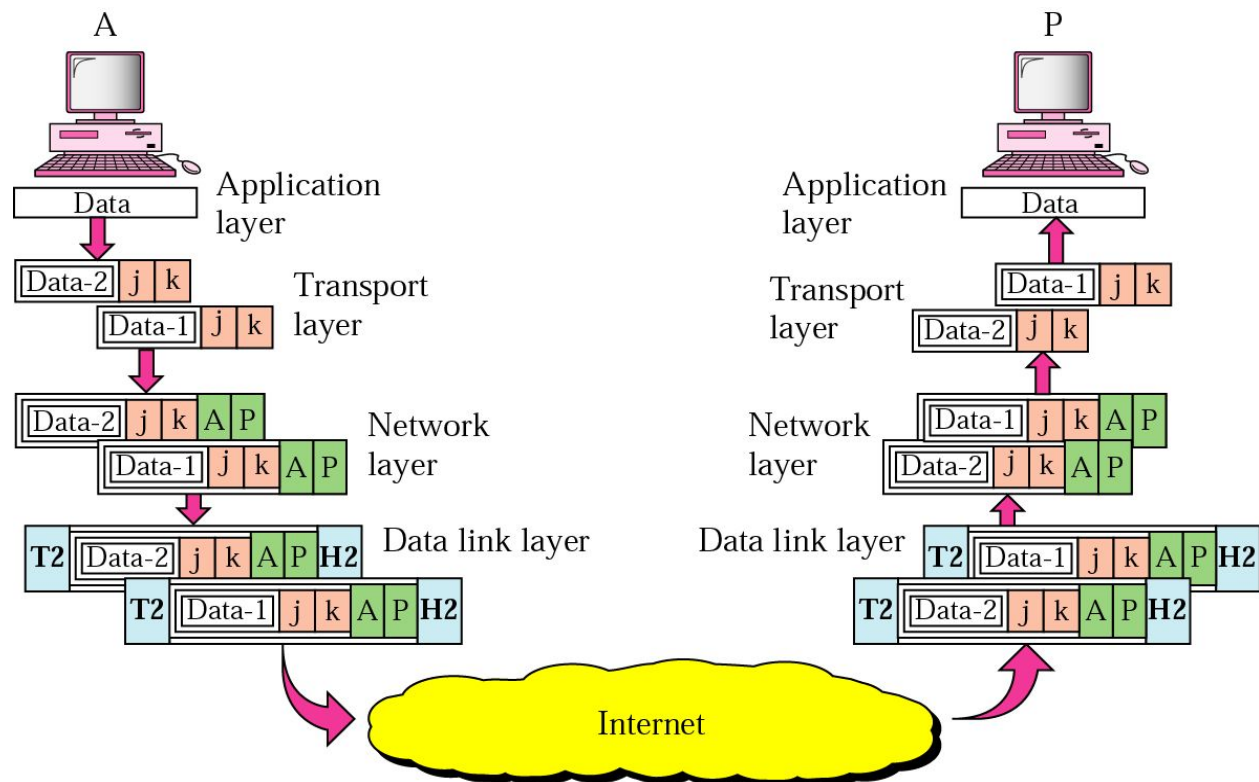 A
P
Data
Application
layer
Application
layer
Data
Data-2 j k
Transport
layer
Data-1 j k
Transport
layer
Data-1 j k
Data-2 j k
Data-2 j k A P
Network
layer
Data-1 j k A P
Network
layer
Data-1 j k A P
Data-2 j k A P
T2 Data-2 j k A P H2
Data link layer
T2 Data-1 j k A P H2
Data link layer
T2 Data-1 j k A P H2
T2 Data-2 j k A P H2
Internet